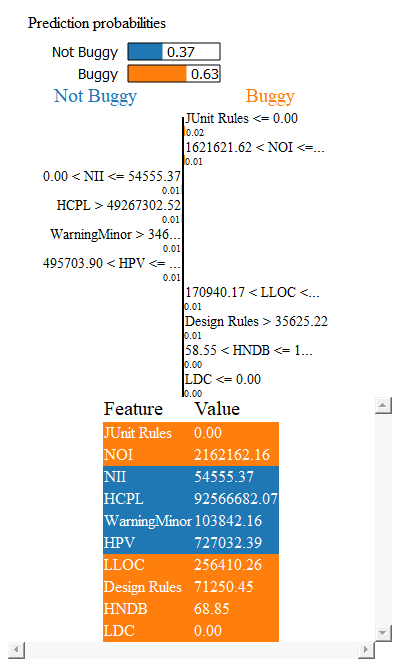 Prediction probabilities
Not Buggy 0.37
Buggy 0.63
Not Buggy Buggy
JUnit Rules <= 0.00
0.02
1621621.62 < NOI <=...
0.01
0.00 < NII <= 54555.37
0.01
HCPL > 49267302.52
0.01
WarningMinor > 346...
0.01
495703.90 < HPV <= ...
0.01
170940.17 < LLOC <...
0.01
Design Rules > 35625.22
0.01
58.55 < HNDB <= 1...
0.00
LDC <= 0.00
0.00
Feature Value
JUnit Rules 0.00
NOI 2162162.16
NII 54555.37
HCPL 92566682.07
WarningMinor 103842.16
HPV 727032.39
LLOC 256410.26
Design Rules 71250.45
HNDB 68.85
LDC 0.00